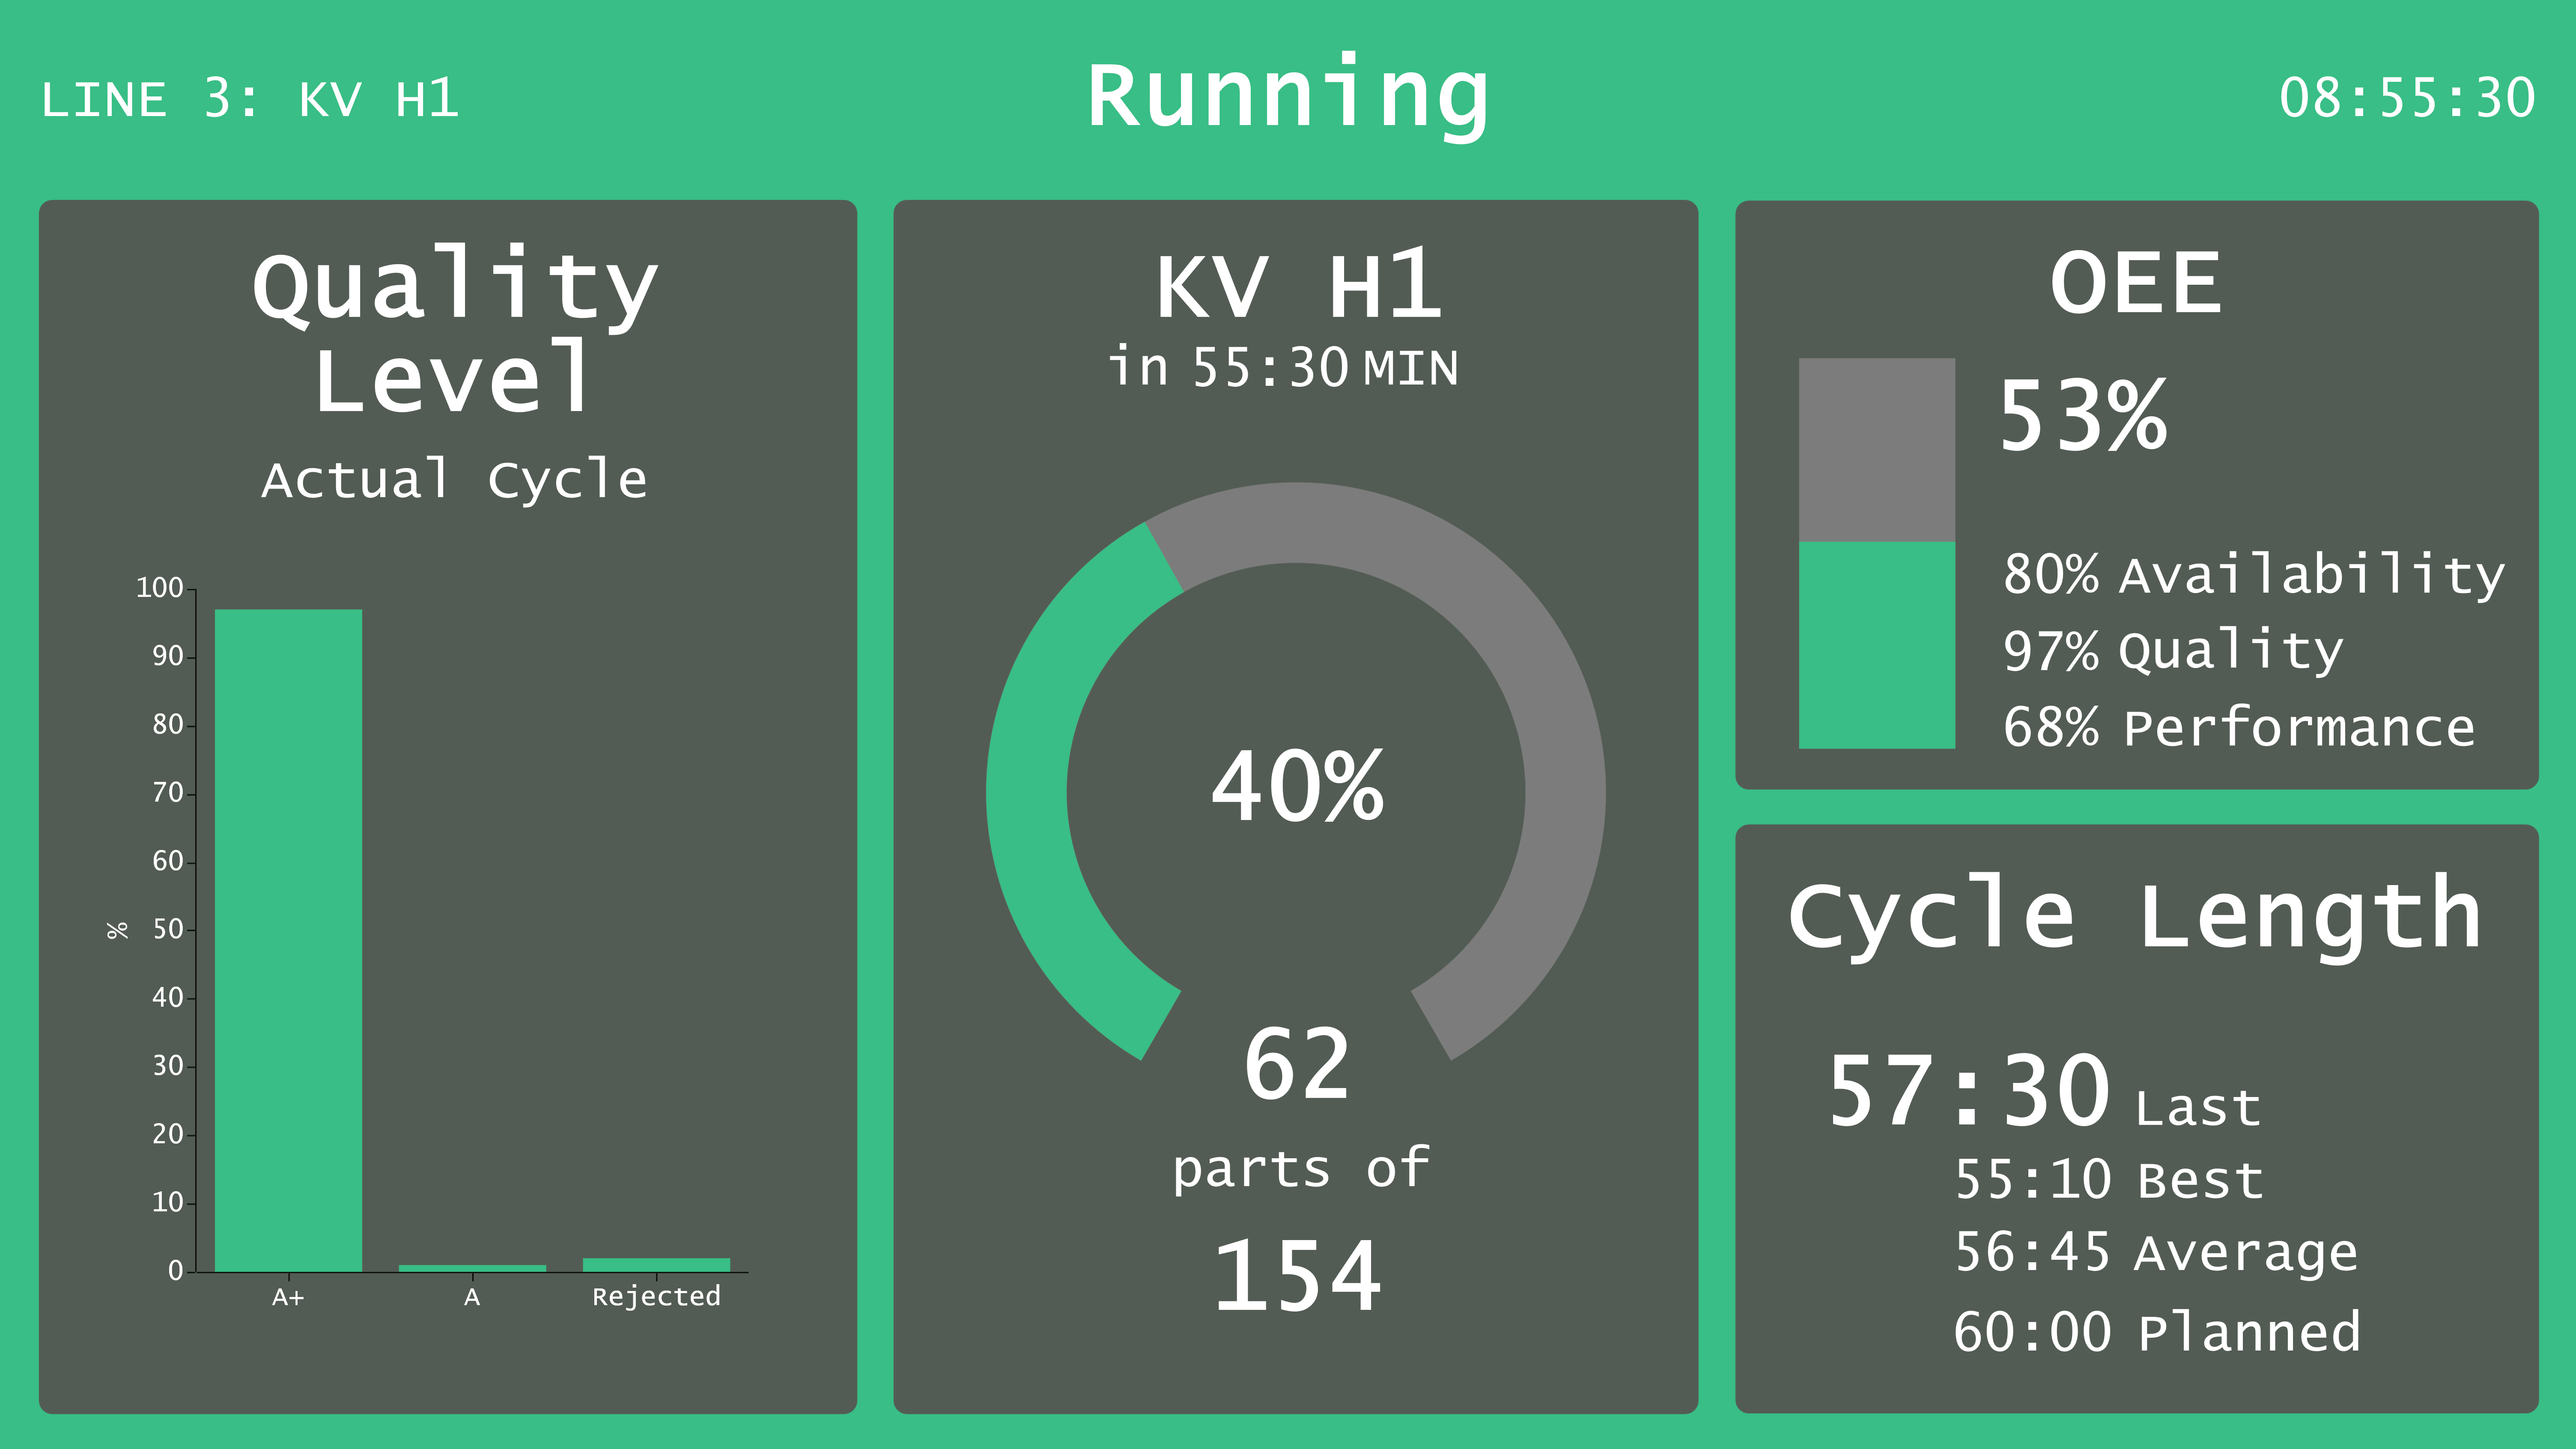 LINE 3: KV H1
Running
08:55:30
Quality
Level
Actual Cycle
100
90
80
70
60
50
40
30
20
10
0
%
A+
A
Rejected
KV H1
in 55:30 MIN
40%
62
parts of
154
OEE
53%
80% Availability
97% Quality
68% Performance
Cycle Length
57:30 Last
55:10 Best
56:45 Average
60:00 Planned